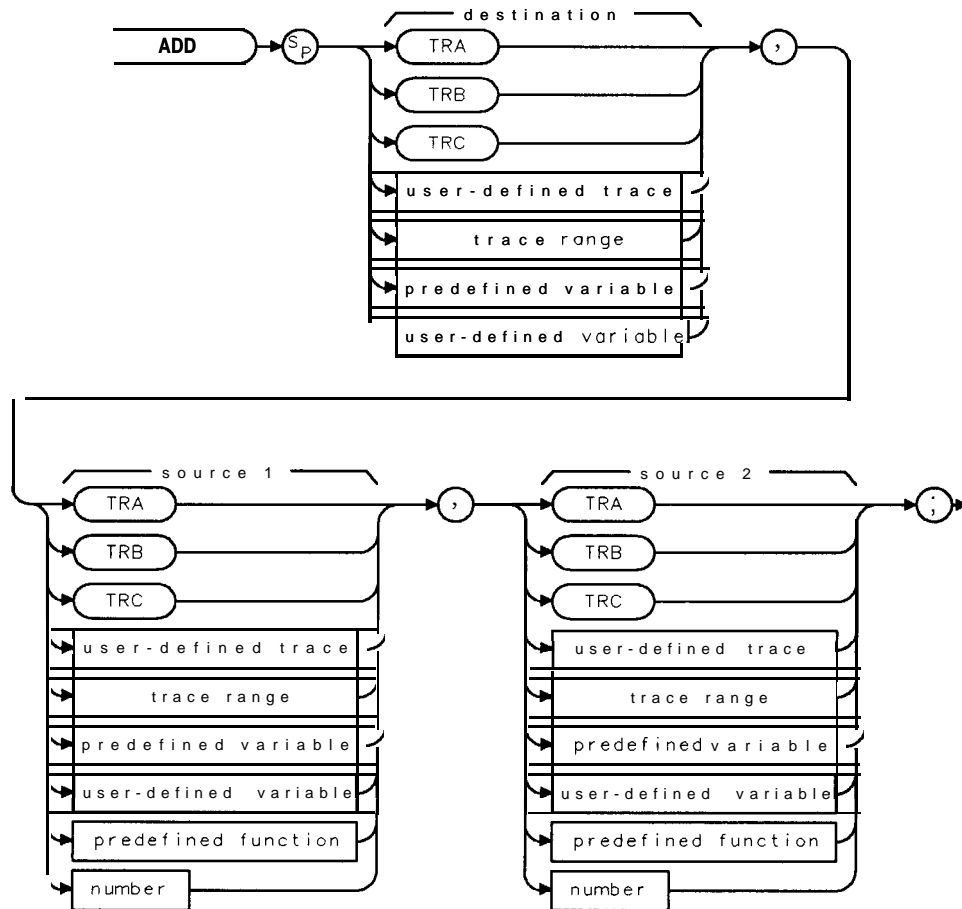 destination
ADD SP TRA ,
TRB
TRC
user-defined trace
trace range
predefined variable
user-defined variable
source 1
TRA ,
TRB
TRC
user-defined trace
trace range
predefined variable
user-defined variable
predefined function
number
source 2
TRA ;
TRB
TRC
user-defined trace
trace range
predefined variable
user-defined variable
predefined function
number